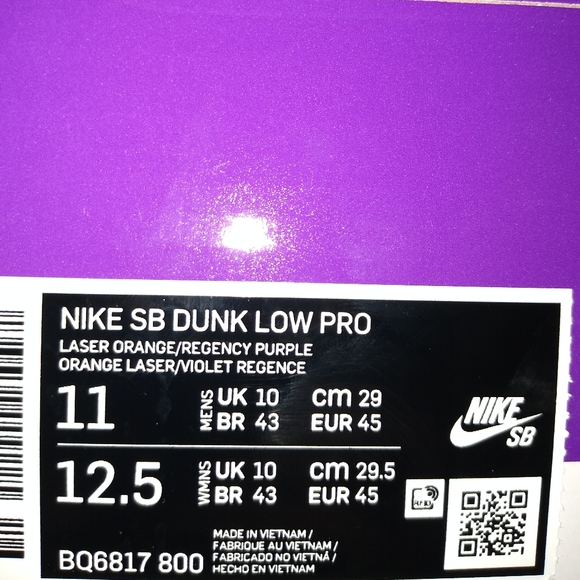 NIKE SB DUNK LOW PRO
LASER ORANGE/REGENCY PURPLE
ORANGE LASER/VIOLET REGENCE
11 MENS UK 10 cm 29
BR 43 EUR 45
12.5 WMNS UK 10 cm 29.5
BR 43 EUR 45
NIKE
SB
BQ6817 800
MADE IN VIETNAM /
FABRIQUE AU VIETNAM /
FABRICADO NO VIETNÃ /
HECHO EN VIETNAM